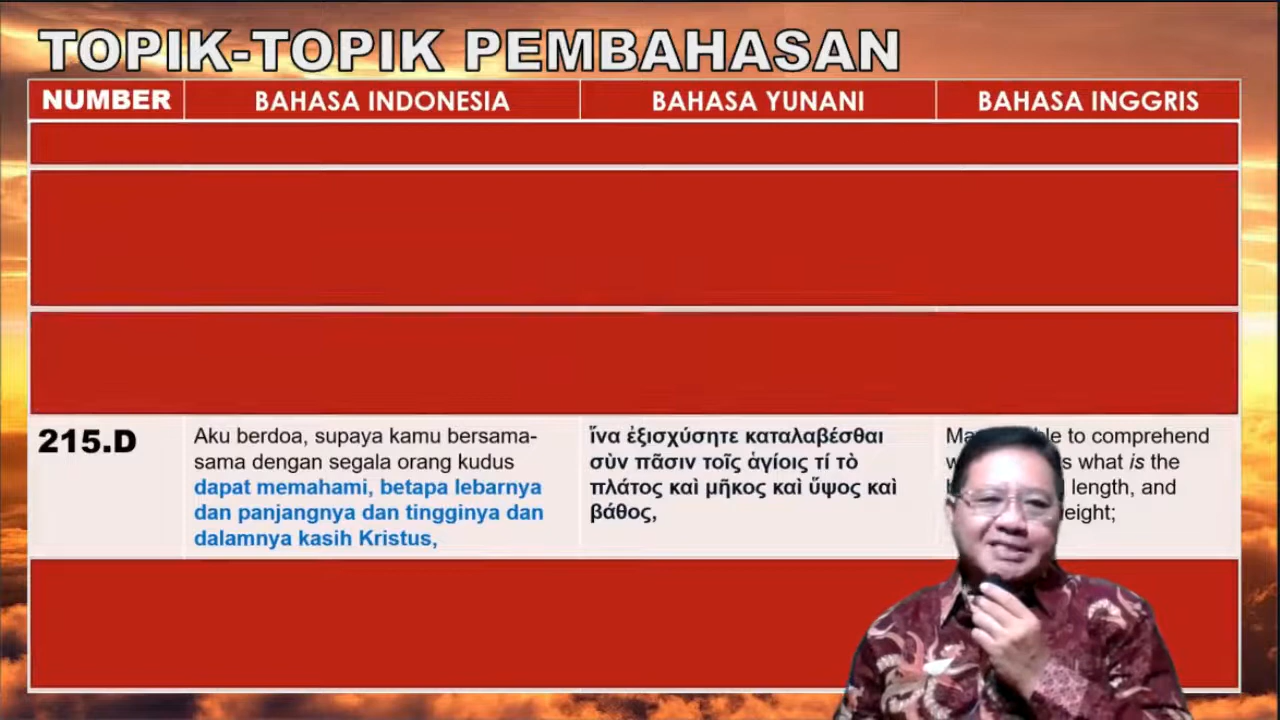 TOPIK-TOPIK PEMBAHASAN
NUMBER
BAHASA INDONESIA
BAHASA YUNANI
BAHASA INGGRIS
215.D
Aku berdoa, supaya kamu bersama-
sama dengan segala orang kudus
dapat memahami, betapa lebarnya
dan panjangnya dan tingginya dan
dalamnya kasih Kristus,
ἵνα ἐξισχύσητε καταλαβέσθαι
σὺν πᾶσιν τοῖς ἁγίοις τί τὸ
πλάτος καὶ μῆκος καὶ ὕψος καὶ
βάθος,
to comprehend
what is the
length, and